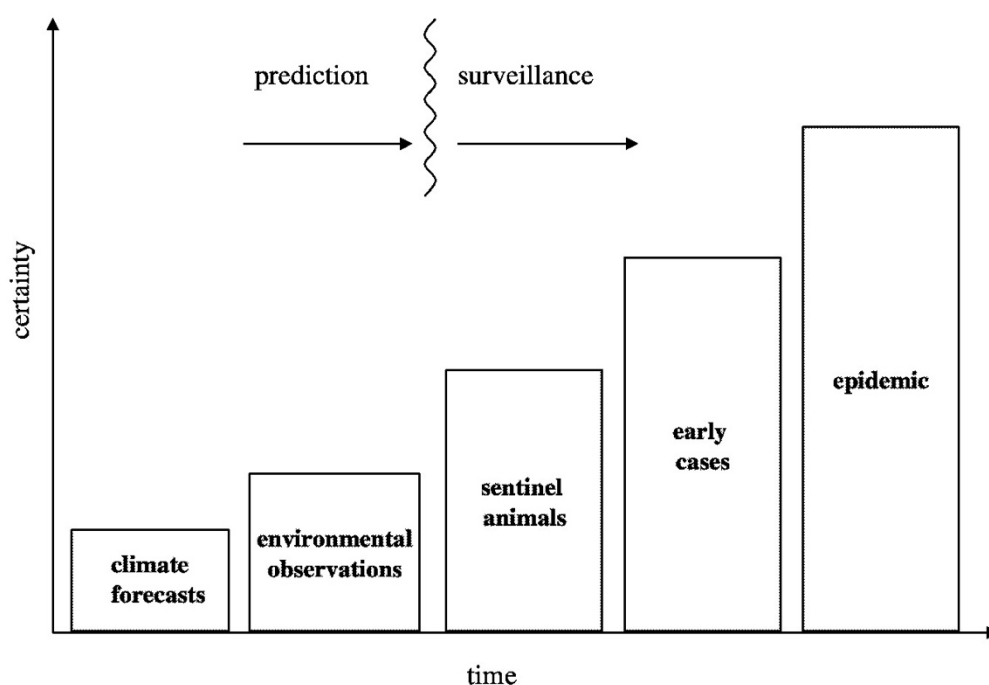 prediction
surveillance
certainty
climate
forecasts
environmental
observations
sentinel
animals
early
cases
epidemic
time